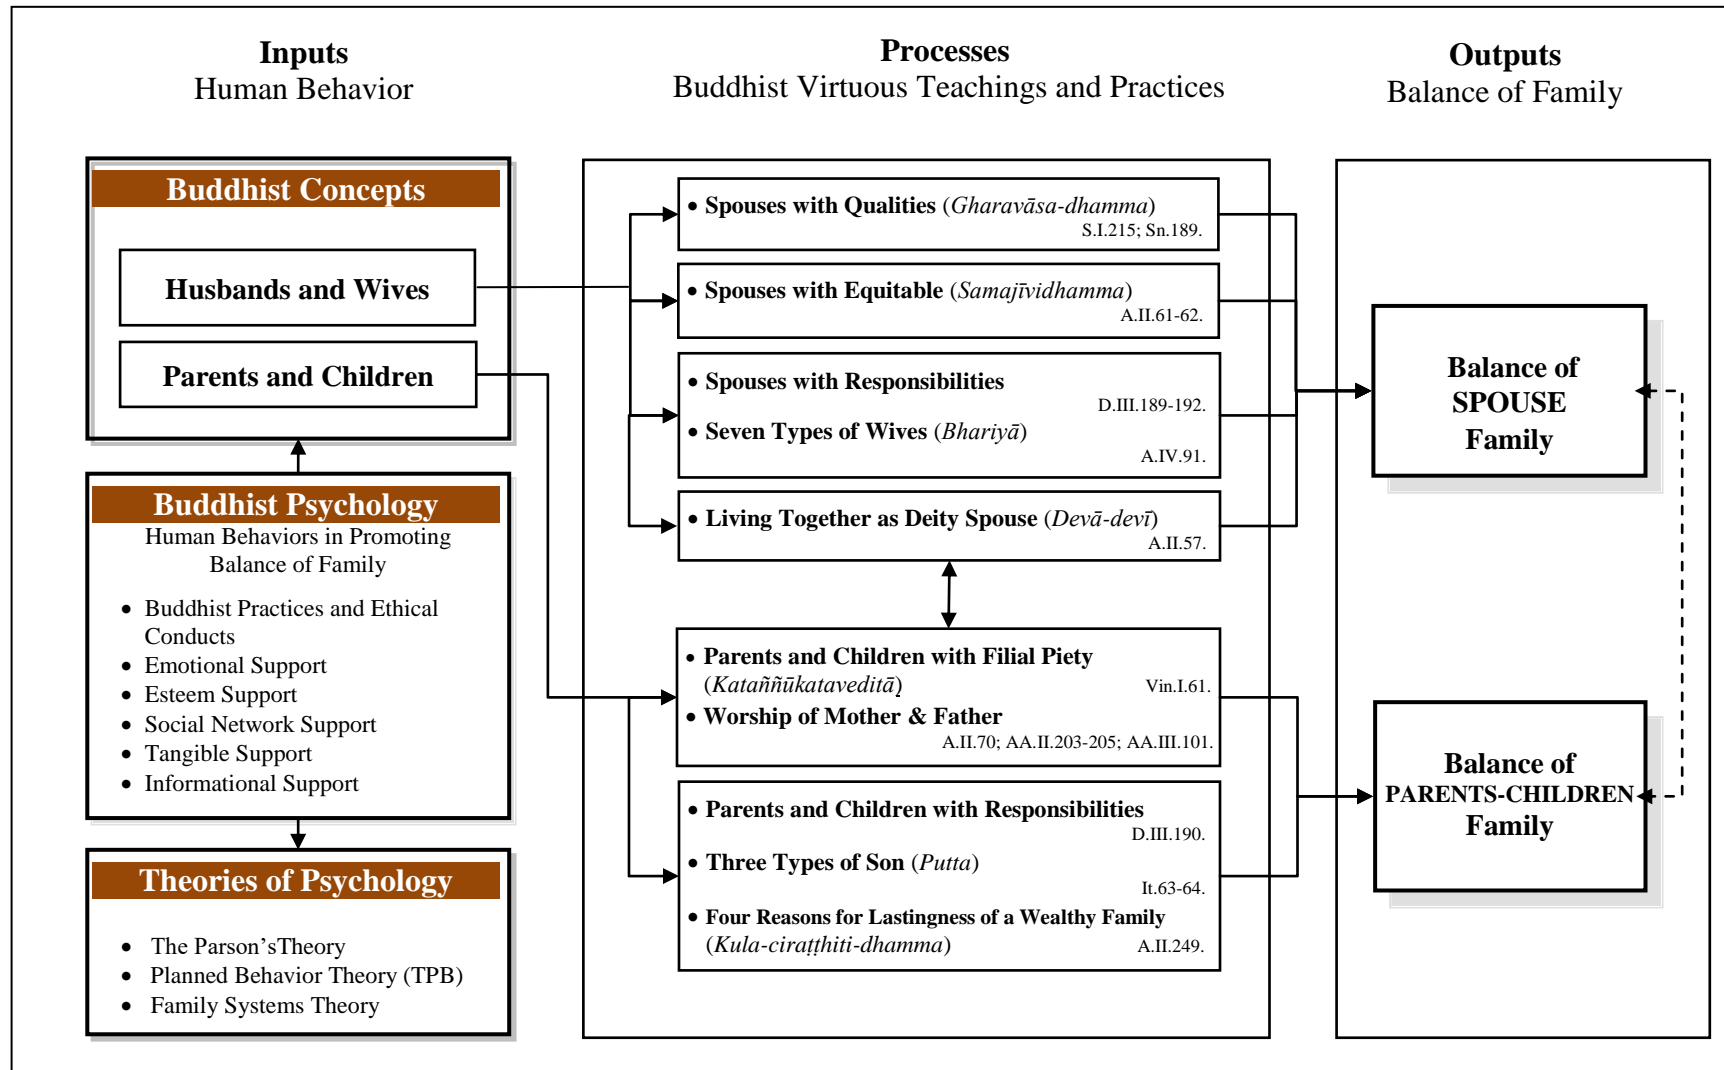 Inputs
Human Behavior
Processes
Buddhist Virtuous Teachings and Practices
Outputs
Balance of Family
Buddhist Concepts
Husbands and Wives
Parents and Children
Buddhist Psychology
Human Behaviors in Promoting
Balance of Family
• Buddhist Practices and Ethical
Conducts
• Emotional Support
• Esteem Support
• Social Network Support
• Tangible Support
• Informational Support
Theories of Psychology
• The Parson'sTheory
• Planned Behavior Theory (TPB)
• Family Systems Theory
• Spouses with Qualities (Gharavāsa-dhamma)
S.I.215; Sn.189.
• Spouses with Equitable (Samajīvidhamma)
A.II.61-62.
• Spouses with Responsibilities
D.III.189-192.
• Seven Types of Wives (Bhariyā)
A.IV.91.
• Living Together as Deity Spouse (Devā-devī)
A.II.57.
• Parents and Children with Filial Piety
(Kataññūkataveditā) Vin.I.61.
• Worship of Mother & Father
A.II.70; AA.II.203-205; AA.III.101.
• Parents and Children with Responsibilities
D.III.190.
• Three Types of Son (Putta)
It.63-64.
• Four Reasons for Lastingness of a Wealthy Family
(Kula-ciraṭṭhiti-dhamma) A.II.249.
Balance of
SPOUSE
Family
Balance of
PARENTS-CHILDREN
Family